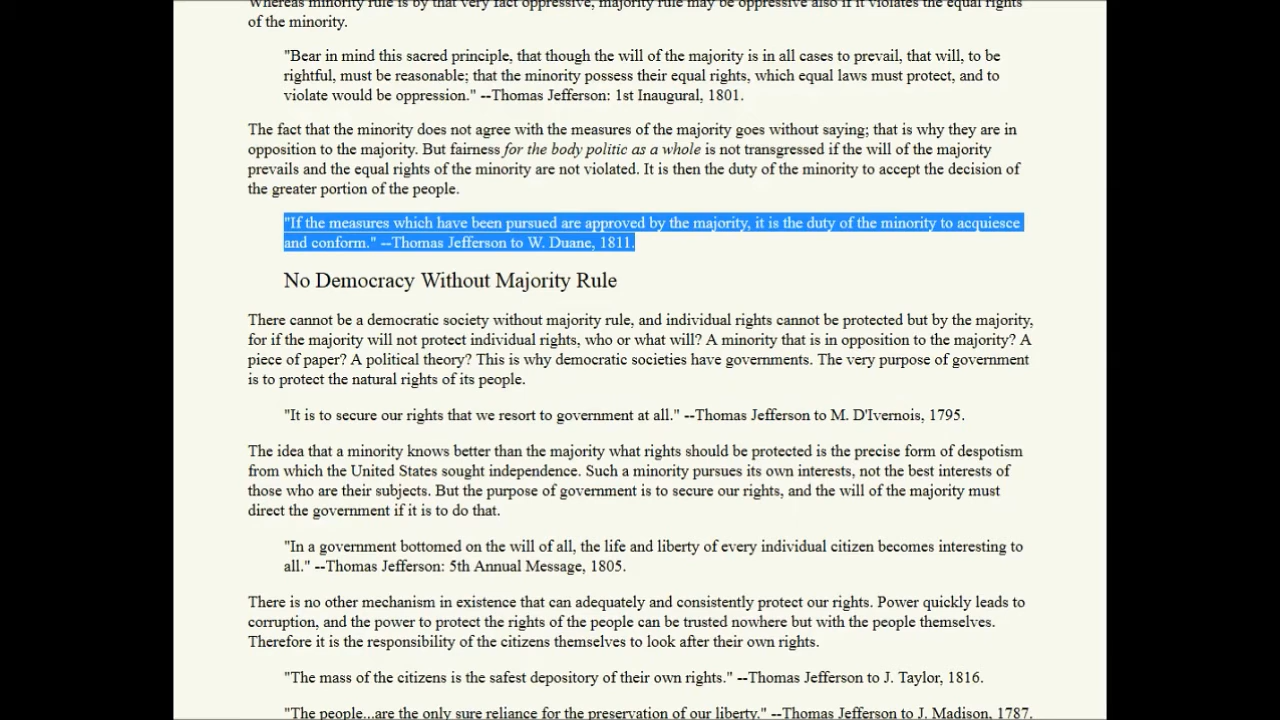 Whereas minority rule is by that very fact oppressive, majority rule may be oppressive also if it violates the equal rights
of the minority.
"Bear in mind this sacred principle, that though the will of the majority is in all cases to prevail, that will, to be
rightful, must be reasonable; that the minority possess their equal rights, which equal laws must protect, and to
violate would be oppression." --Thomas Jefferson: 1st Inaugural, 1801.
The fact that the minority does not agree with the measures of the majority goes without saying; that is why they are in
opposition to the majority. But fairness for the body politic as a whole is not transgressed if the will of the majority
prevails and the equal rights of the minority are not violated. It is then the duty of the minority to accept the decision of
the greater portion of the people.
"If the measures which have been pursued are approved by the majority, it is the duty of the minority to acquiesce
and conform." --Thomas Jefferson to W. Duane, 1811.
No Democracy Without Majority Rule
There cannot be a democratic society without majority rule, and individual rights cannot be protected but by the majority,
for if the majority will not protect individual rights, who or what will? A minority that is in opposition to the majority? A
piece of paper? A political theory? This is why democratic societies have governments. The very purpose of government
is to protect the natural rights of its people.
"It is to secure our rights that we resort to government at all." --Thomas Jefferson to M. D'Ivernois, 1795.
The idea that a minority knows better than the majority what rights should be protected is the precise form of despotism
from which the United States sought independence. Such a minority pursues its own interests, not the best interests of
those who are their subjects. But the purpose of government is to secure our rights, and the will of the majority must
direct the government if it is to do that.
"In a government bottomed on the will of all, the life and liberty of every individual citizen becomes interesting to
all." --Thomas Jefferson: 5th Annual Message, 1805.
There is no other mechanism in existence that can adequately and consistently protect our rights. Power quickly leads to
corruption, and the power to protect the rights of the people can be trusted nowhere but with the people themselves.
Therefore it is the responsibility of the citizens themselves to look after their own rights.
"The mass of the citizens is the safest depository of their own rights." --Thomas Jefferson to J. Taylor, 1816.
"The people...are the only sure reliance for the preservation of our liberty." --Thomas Jefferson to J. Madison, 1787.